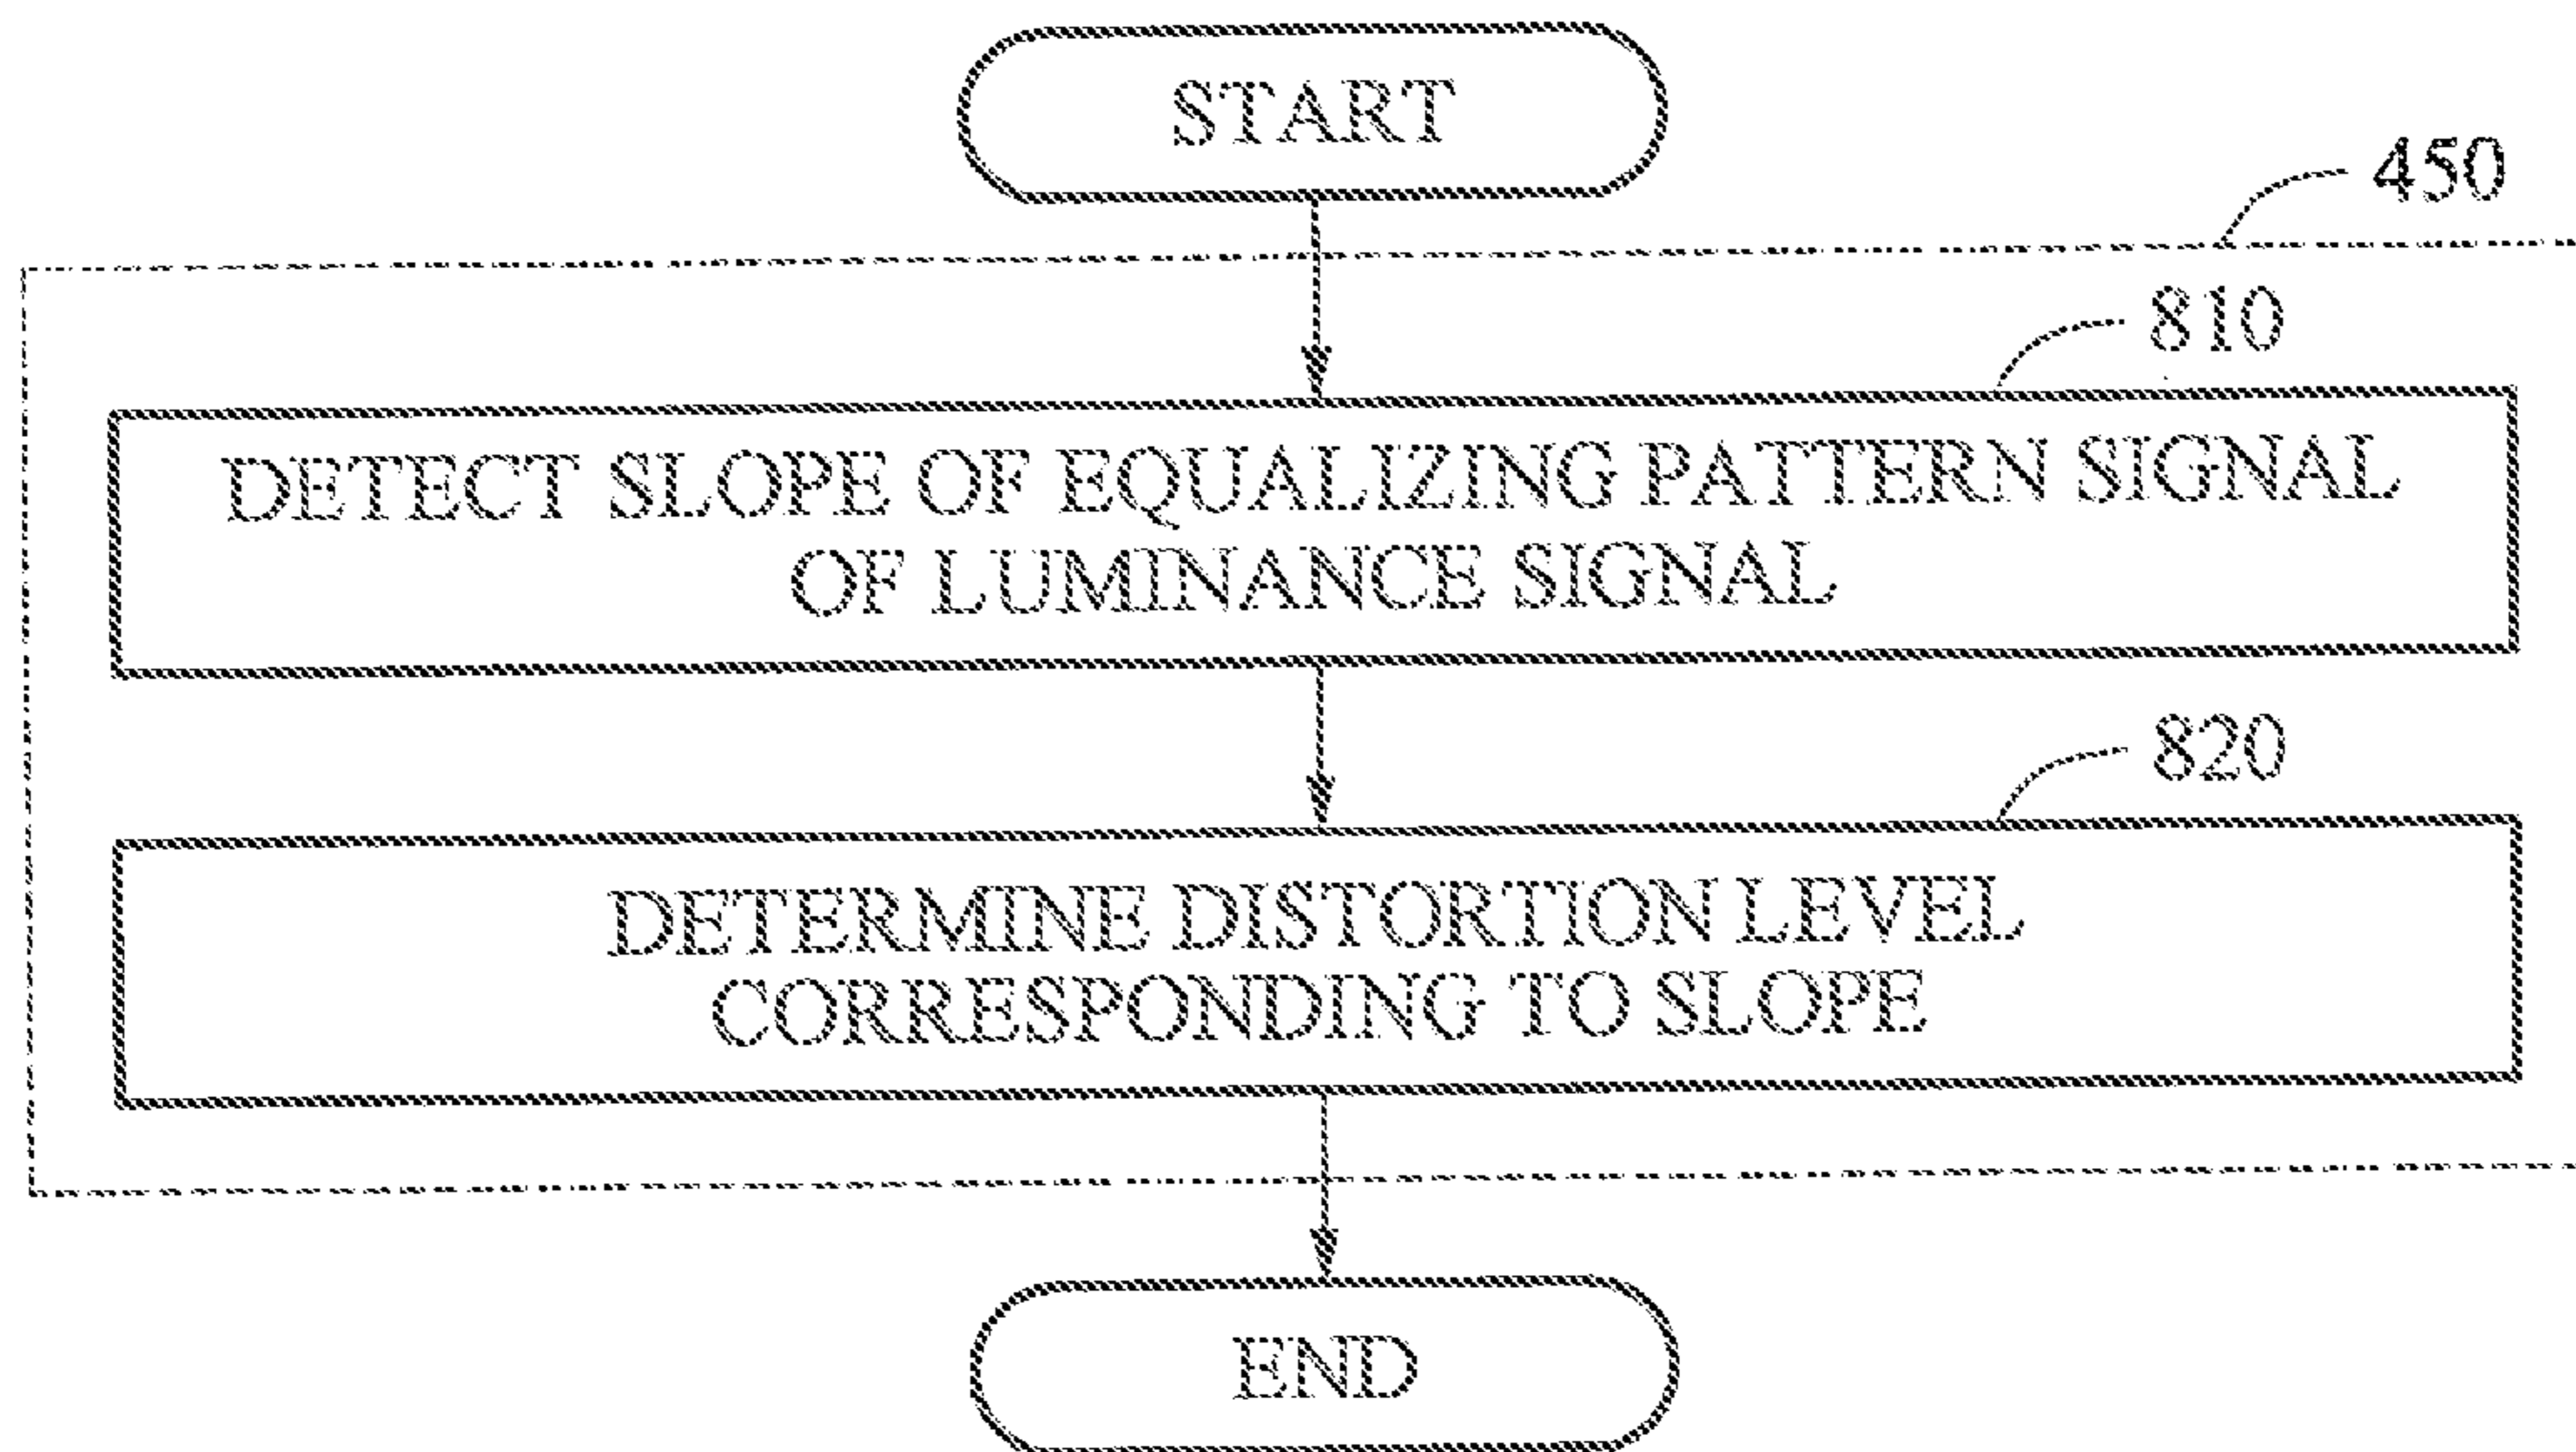 START
450
810
DETECT SLOPE OF EQUALIZING PATTERN SIGNAL
OF LUMINANCE SIGNAL
820
DETERMINE DISTORTION LEVEL
CORRESPONDING TO SLOPE
END